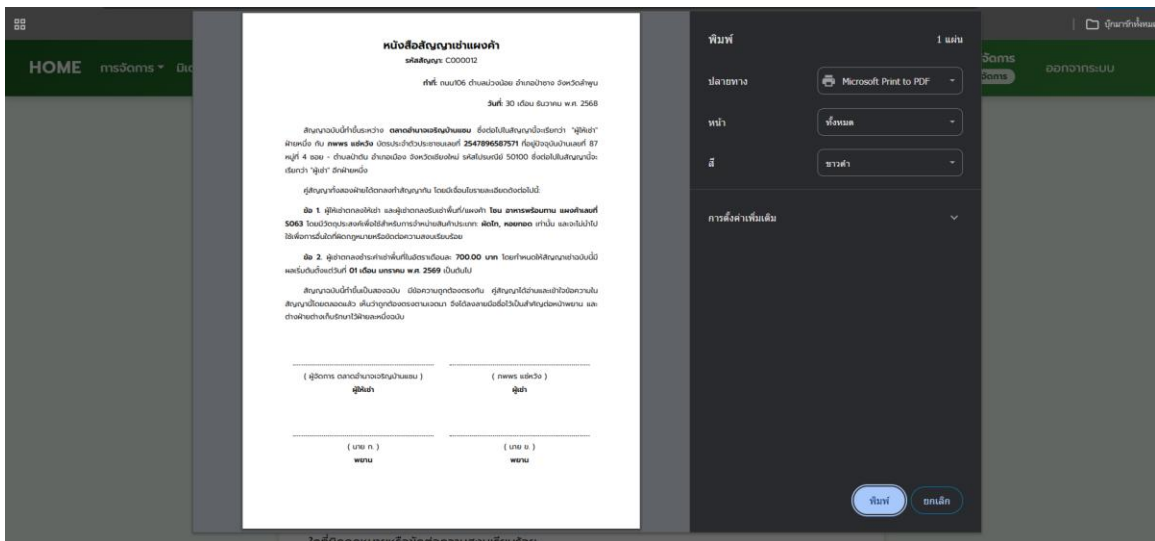 บุ๊กมาร์กทั้งหมด
HOME การจัดการ
ออกจากระบบ
หนังสือสัญญาเช่าแผงค้า
รหัสสัญญา: C000012
ทำที่: ถนน106 ตำบลม่วงน้อย อำเภอป่าซาง จังหวัดลำพูน
วันที่: 30 เดือน ธันวาคม พ.ศ. 2568
สัญญาฉบับนี้ทำขึ้นระหว่าง ตลาดอำนาจเจริญบ้านแซม ซึ่งต่อไปในสัญญานี้จะเรียกว่า "ผู้ให้เช่า"
ฝ่ายหนึ่ง กับ ภพพร แซ่หว้ง บัตรประจำตัวประชาชนเลขที่ 2547896587571 ที่อยู่ปัจจุบันบ้านเลขที่ 87
หมู่ที่ 4 ซอย - ตำบลป่าตัน อำเภอเมือง จังหวัดเชียงใหม่ รหัสไปรษณีย์ 50100 ซึ่งต่อไปในสัญญานี้จะ
เรียกว่า "ผู้เช่า" อีกฝ่ายหนึ่ง
คู่สัญญาทั้งสองฝ่ายได้ตกลงทำสัญญากัน โดยมีเงื่อนไขรายละเอียดดังต่อไปนี้:
ข้อ 1. ผู้ให้เช่าตกลงให้เช่า และผู้เช่าตกลงรับเช่าพื้นที่/แผงค้า โซน อาหารพร้อมทาน แผงค้าเลขที่
S063 โดยมีวัตถุประสงค์เพื่อใช้สำหรับการจำหน่ายสินค้าประเภท: ผัดไท, หอยทอด เท่านั้น และจะไม่นำไป
ใช้เพื่อการอื่นใดที่ผิดกฎหมายหรือขัดต่อความสงบเรียบร้อย
ข้อ 2. ผู้เช่าตกลงชำระค่าเช่าพื้นที่ในอัตราเดือนละ 700.00 บาท โดยกำหนดให้สัญญาเช่าฉบับนี้มี
ผลเริ่มต้นตั้งแต่วันที่ 01 เดือน มกราคม พ.ศ. 2569 เป็นต้นไป
สัญญาฉบับนี้ทำขึ้นเป็นสองฉบับ มีข้อความถูกต้องตรงกัน คู่สัญญาได้อ่านและเข้าใจข้อความใน
สัญญานี้โดยตลอดแล้ว เห็นว่าถูกต้องตรงตามเจตนา จึงได้ลงลายมือชื่อไว้เป็นสำคัญต่อหน้าพยาน และ
ต่างฝ่ายต่างเก็บรักษาไว้ฝ่ายละหนึ่งฉบับ
( ผู้จัดการ ตลาดอำนาจเจริญบ้านแซม ) ( ภพพร แซ่หว้ง )
ผู้ให้เช่า ผู้เช่า
( นาย ก. ) ( นาย ข. )
พยาน พยาน
พิมพ์ 1 แผ่น
ปลายทาง Microsoft Print to PDF
หน้า ทั้งหมด
สี ขาวดำ
การตั้งค่าเพิ่มเติม
พิมพ์ ยกเลิก